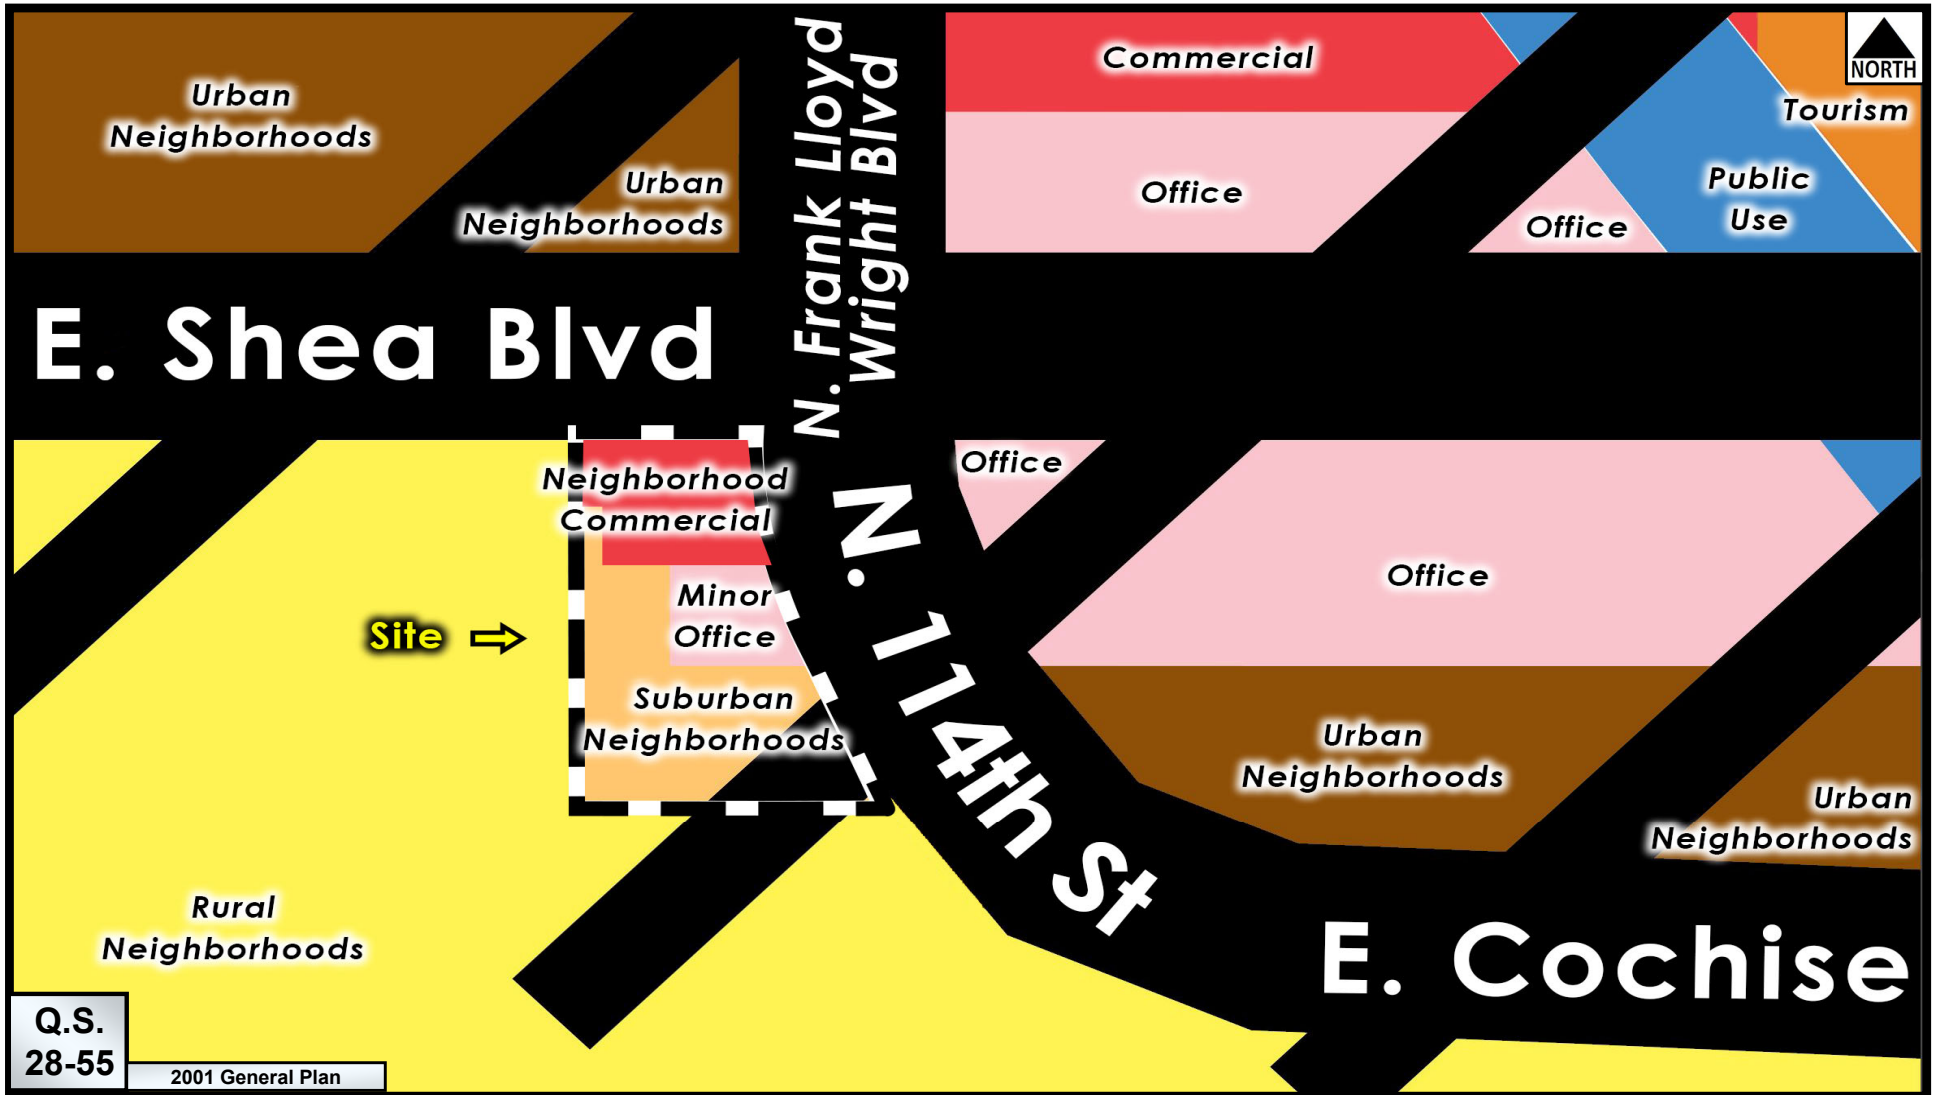 Urban
Neighborhoods
Urban
Neighborhoods
N. Frank Lloyd
Wright Blvd
Commercial
Office
Office
Public
Use
Tourism
NORTH
E. Shea Blvd
Neighborhood
Commercial
Minor
Office
Suburban
Neighborhoods
Site
N. 114th St
Office
Office
Urban
Neighborhoods
Urban
Neighborhoods
Rural
Neighborhoods
E. Cochise
Q.S.
28-55
2001 General Plan